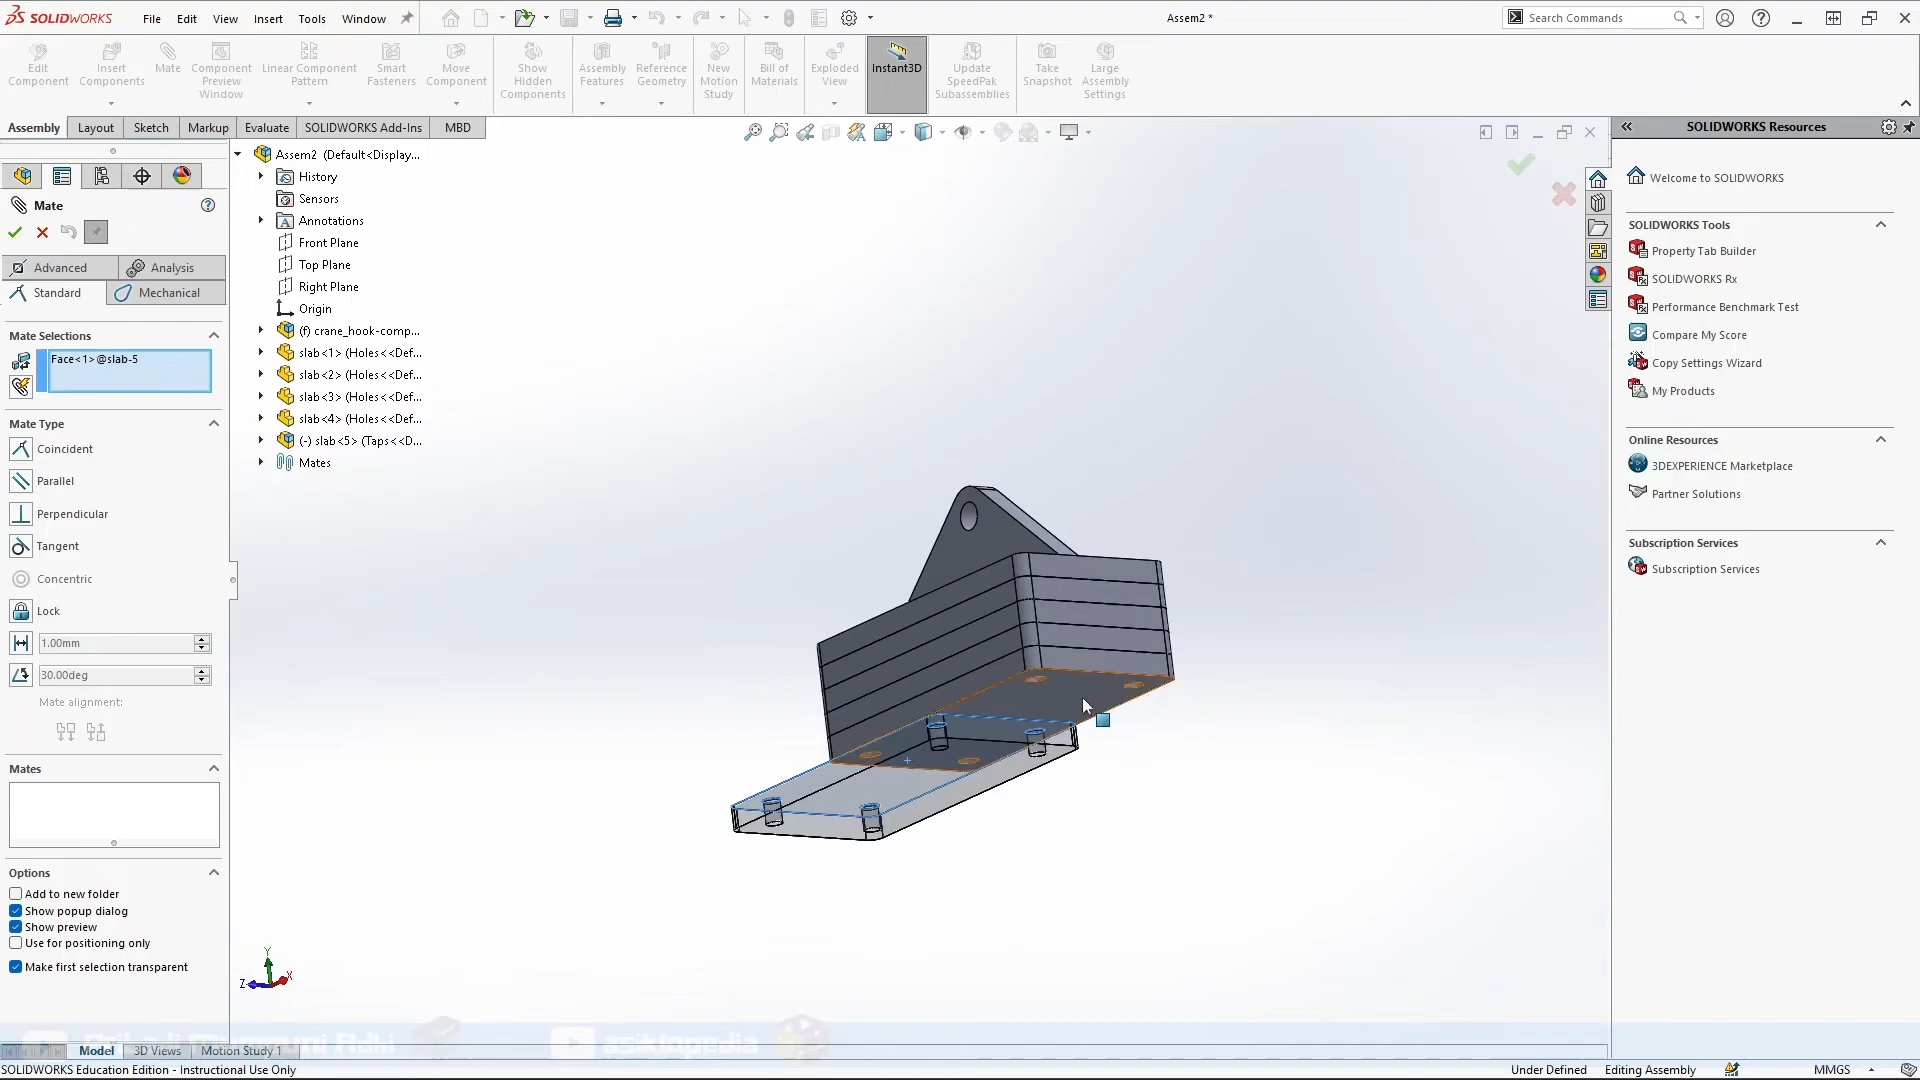 SOLIDWORKS
File Edit View Insert Tools Window
Assem2 *
Search Commands
Edit Component
Insert Components
Mate
Component Preview Window
Linear Component Pattern
Smart Fasteners
Move Component
Show Hidden Components
Assembly Features
Reference Geometry
New Motion Study
Bill of Materials
Exploded View
Instant3D
Update SpeedPak Subassemblies
Take Snapshot
Large Assembly Settings
Assembly Layout Sketch Markup Evaluate SOLIDWORKS Add-Ins MBD
Mate
Advanced Analysis
Standard Mechanical
Mate Selections
Face<1>@slab-5
Mate Type
Coincident
Parallel
Perpendicular
Tangent
Concentric
Lock
1.00mm
30.00deg
Mate alignment:
Mates
Options
Add to new folder
Show popup dialog
Show preview
Use for positioning only
Make first selection transparent
Assem2 (Default<Display...
History
Sensors
Annotations
Front Plane
Top Plane
Right Plane
Origin
(f) crane_hook-comp...
slab<1> (Holes<<Def...
slab<2> (Holes<<Def...
slab<3> (Holes<<Def...
slab<4> (Holes<<Def...
(-) slab<5> (Taps<<D...
Mates
Y
Z
X
SOLIDWORKS Resources
Welcome to SOLIDWORKS
SOLIDWORKS Tools
Property Tab Builder
SOLIDWORKS Rx
Performance Benchmark Test
Compare My Score
Copy Settings Wizard
My Products
Online Resources
3DEXPERIENCE Marketplace
Partner Solutions
Subscription Services
Subscription Services
asiklopedia
Model 3D Views Motion Study 1
SOLIDWORKS Education Edition - Instructional Use Only
Under Defined Editing Assembly MMGS